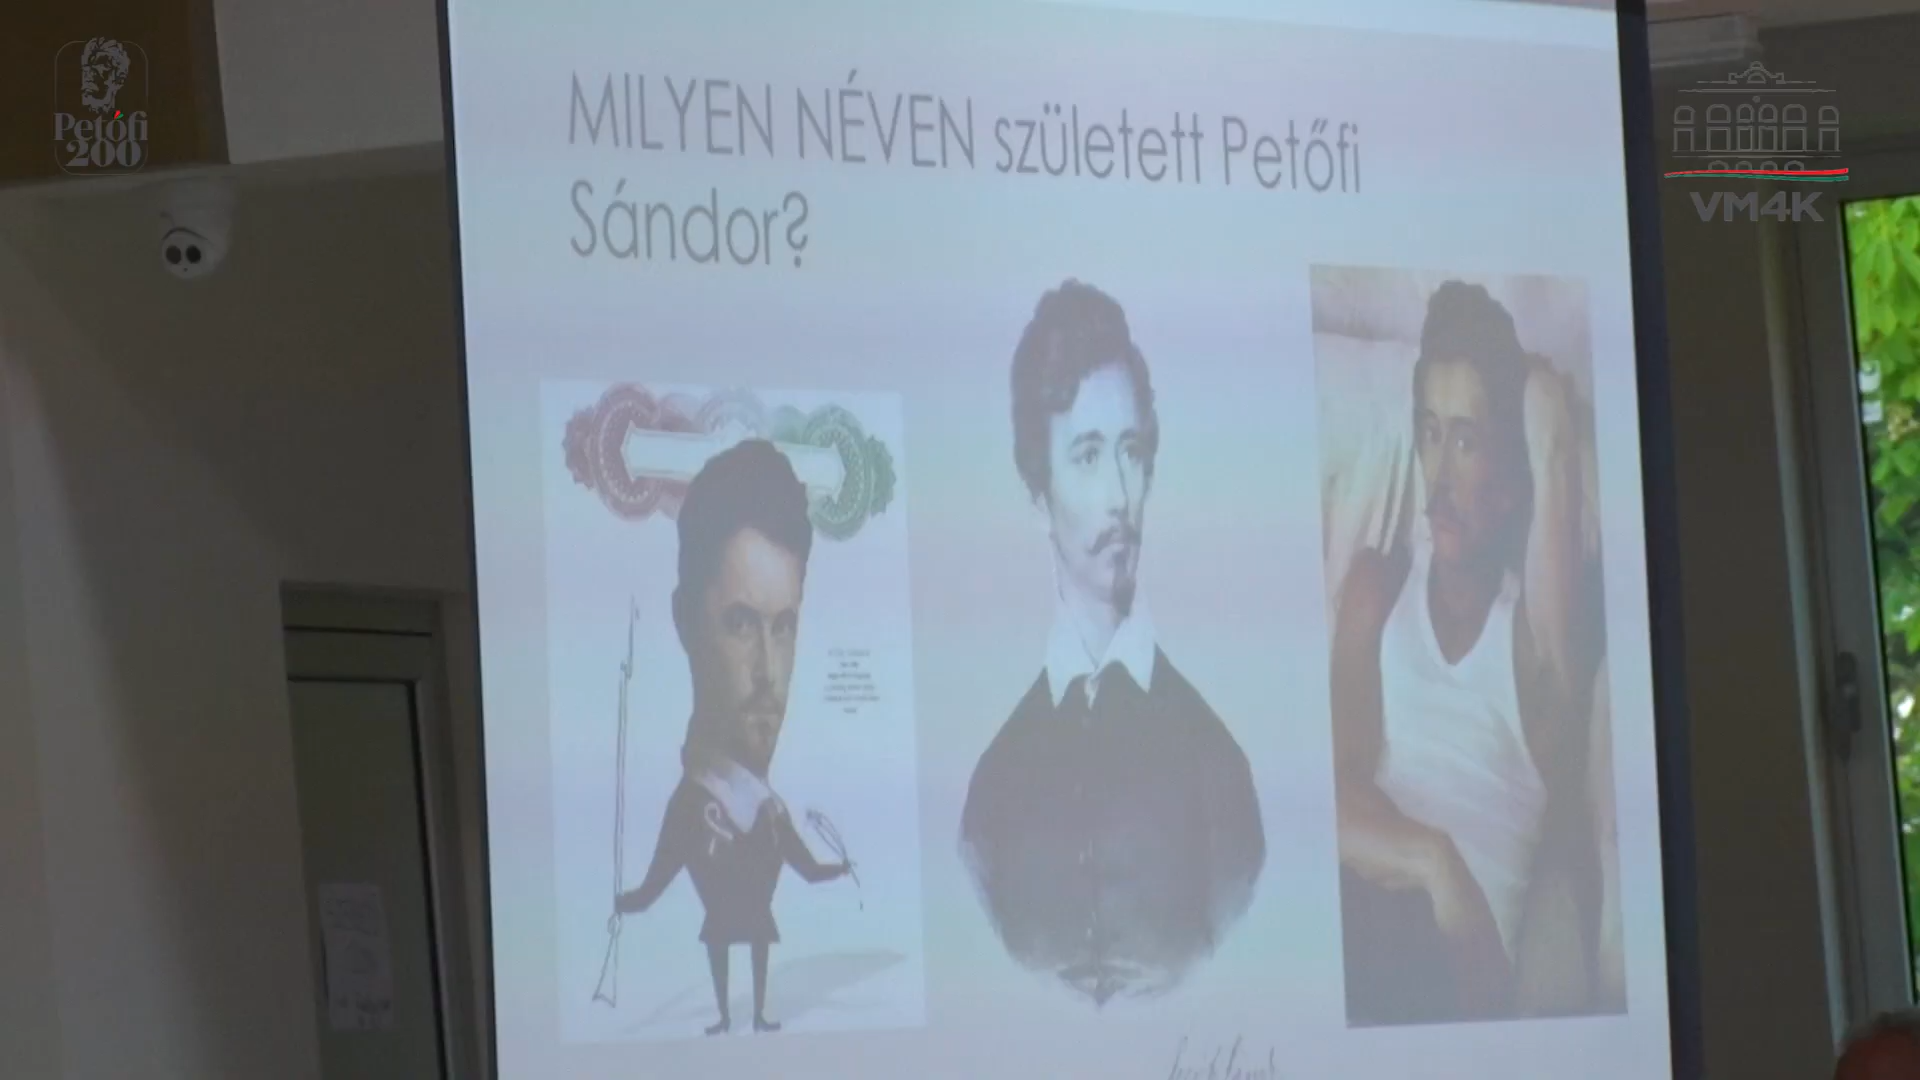 Petőfi
200
VM4K
MILYEN NÉVEN született Petőfi
Sándor?